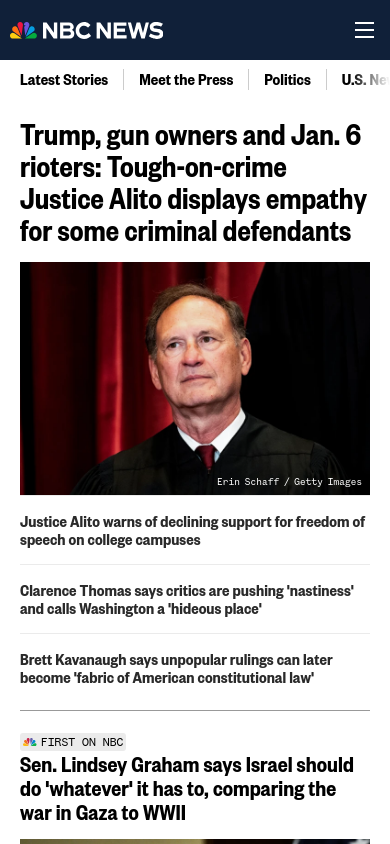 NBC NEWS
Latest Stories
Meet the Press
Politics
U.S. Ne
Trump, gun owners and Jan. 6
rioters: Tough-on-crime
Justice Alito displays empathy
for some criminal defendants
Erin Schaff / Getty Images
Justice Alito warns of declining support for freedom of
speech on college campuses
Clarence Thomas says critics are pushing 'nastiness'
and calls Washington a 'hideous place'
Brett Kavanaugh says unpopular rulings can later
become 'fabric of American constitutional law'
FIRST ON NBC
Sen. Lindsey Graham says Israel should
do 'whatever' it has to, comparing the
war in Gaza to WWII